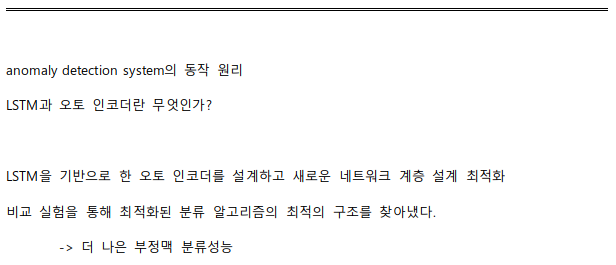 anomaly detection system의 동작 원리
LSTM과 오토 인코더란 무엇인가?
LSTM을 기반으로 한 오토 인코더를 설계하고 새로운 네트워크 계층 설계 최적화
비교 실험을 통해 최적화된 분류 알고리즘의 최적의 구조를 찾아냈다.
-> 더 나은 부정맥 분류성능